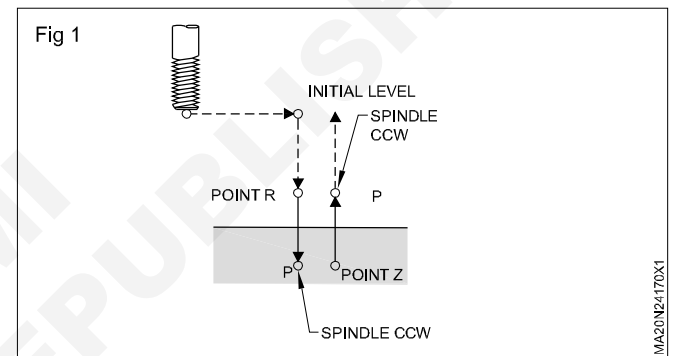 Fig 1
INITIAL LEVEL
SPINDLE
CCW
POINT R
P
P
POINT Z
SPINDLE CCW
MA20N24170X1